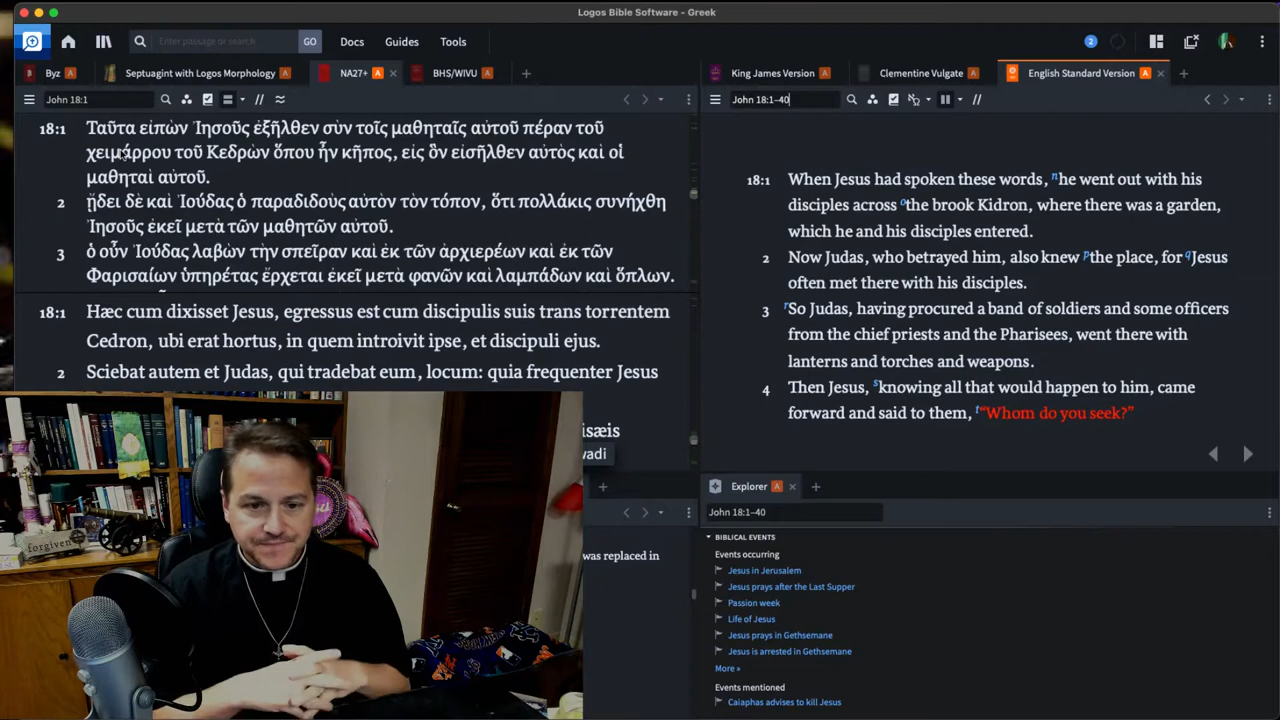 Logos Bible Software - Greek
Enter passage or search
GO
Docs
Guides
Tools
2
Byz A
Septuagint with Logos Morphology A
NA27+ A
BHS/WIVU A
King James Version A
Clementine Vulgate A
English Standard Version A
John 18:1
John 18:1–40
18:1 Ταῦτα εἰπὼν Ἰησοῦς ἐξῆλθεν σὺν τοῖς μαθηταῖς αὐτοῦ πέραν τοῦ
χειμάρρου τοῦ Κεδρὼν ὅπου ἦν κῆπος, εἰς ὃν εἰσῆλθεν αὐτὸς καὶ οἱ
μαθηταὶ αὐτοῦ.
2 ᾔδει δὲ καὶ Ἰούδας ὁ παραδιδοὺς αὐτὸν τὸν τόπον, ὅτι πολλάκις συνήχθη
Ἰησοῦς ἐκεῖ μετὰ τῶν μαθητῶν αὐτοῦ.
3 ὁ οὖν Ἰούδας λαβὼν τὴν σπεῖραν καὶ ἐκ τῶν ἀρχιερέων καὶ ἐκ τῶν
Φαρισαίων ὑπηρέτας ἔρχεται ἐκεῖ μετὰ φανῶν καὶ λαμπάδων καὶ ὅπλων.
18:1 Hæc cum dixisset Jesus, egressus est cum discipulis suis trans torrentem
Cedron, ubi erat hortus, in quem introivit ipse, et discipuli ejus.
2 Sciebat autem et Judas, qui tradebat eum, locum: quia frequenter Jesus
isæis
wadi
was replaced in
forgiven
18:1 When Jesus had spoken these words, n he went out with his
disciples across o the brook Kidron, where there was a garden,
which he and his disciples entered.
2 Now Judas, who betrayed him, also knew p the place, for q Jesus
often met there with his disciples.
3 r So Judas, having procured a band of soldiers and some officers
from the chief priests and the Pharisees, went there with
lanterns and torches and weapons.
4 Then Jesus, s knowing all that would happen to him, came
forward and said to them, t “Whom do you seek?”
Explorer A
John 18:1–40
BIBLICAL EVENTS
Events occurring
Jesus in Jerusalem
Jesus prays after the Last Supper
Passion week
Life of Jesus
Jesus prays in Gethsemane
Jesus is arrested in Gethsemane
More »
Events mentioned
Caiaphas advises to kill Jesus